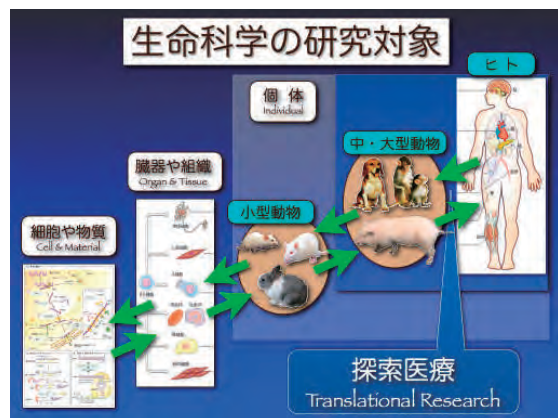 生命科学の研究対象
ヒト
個 体
Individual
中・大型動物
臓器や組織
Organ & Tissue
小型動物
細胞や物質
Cell & Material
探索医療
Translational Research